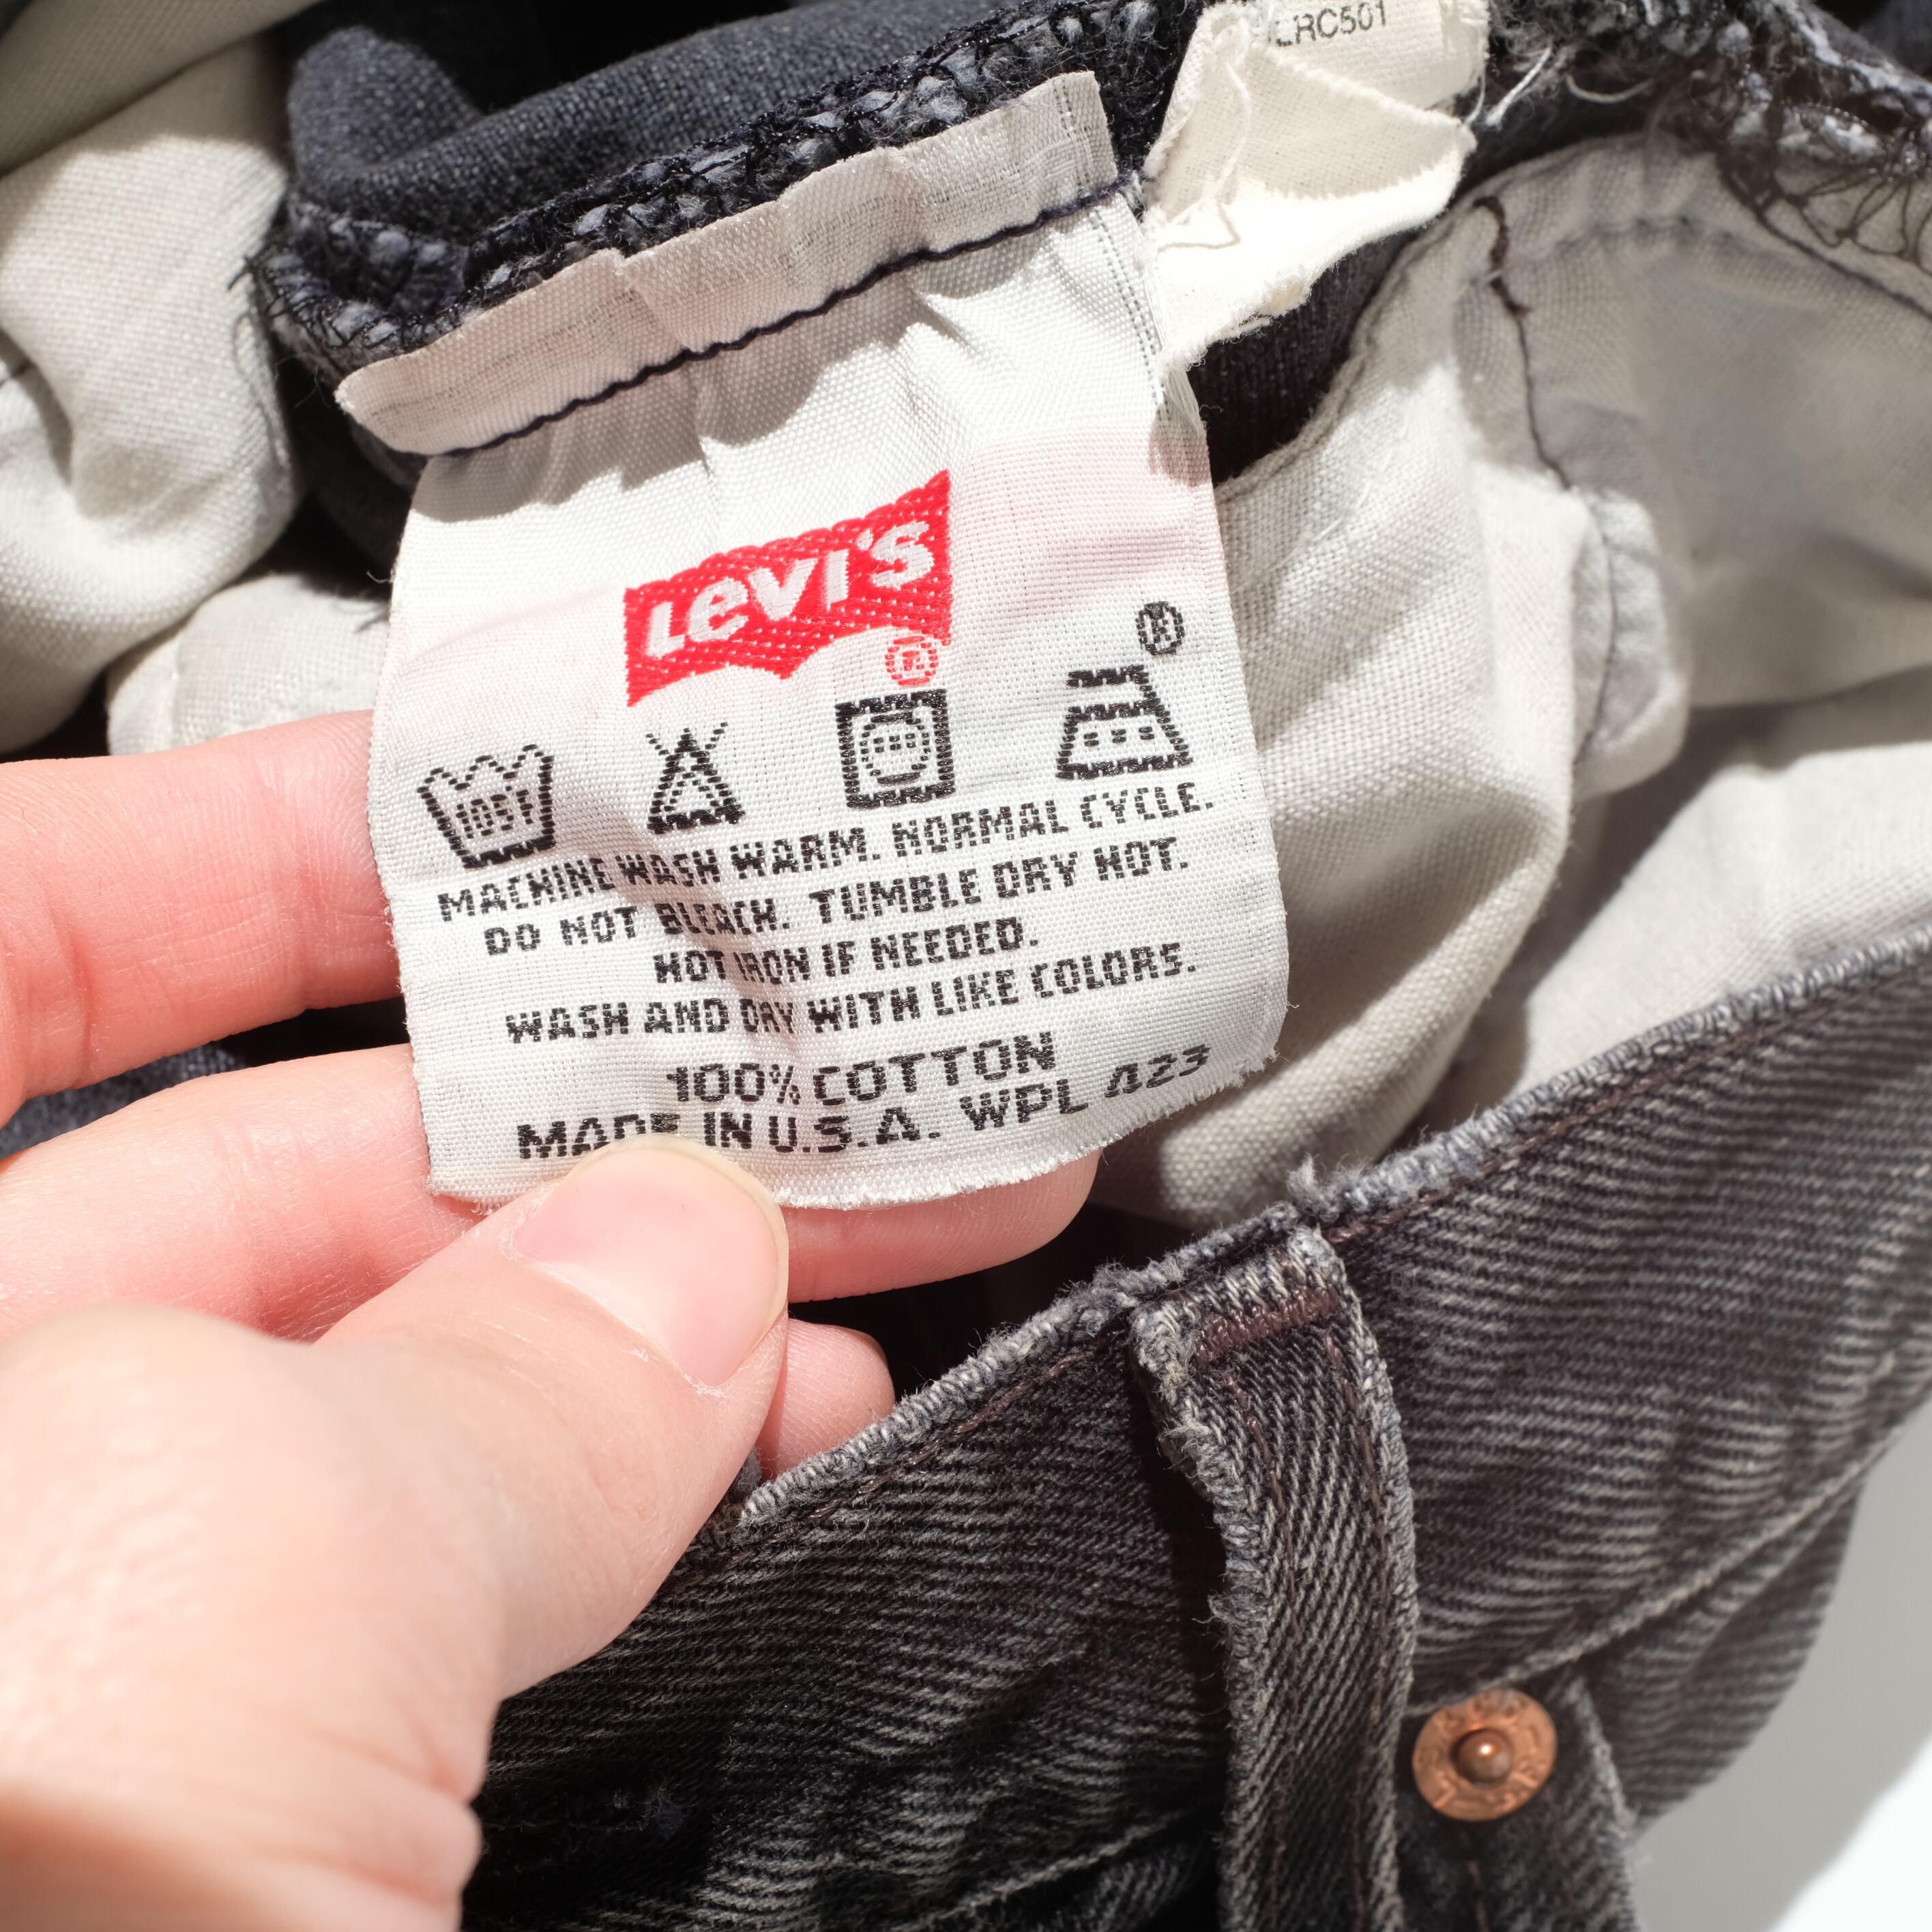 LRC501
LEVI'S
®
®
105F
MACHINE WASH WARM. NORMAL CYCLE.
DO NOT BLEACH. TUMBLE DRY HOT.
HOT IRON IF NEEDED.
WASH AND DRY WITH LIKE COLORS.
100% COTTON
MADE IN U.S.A. WPL 423